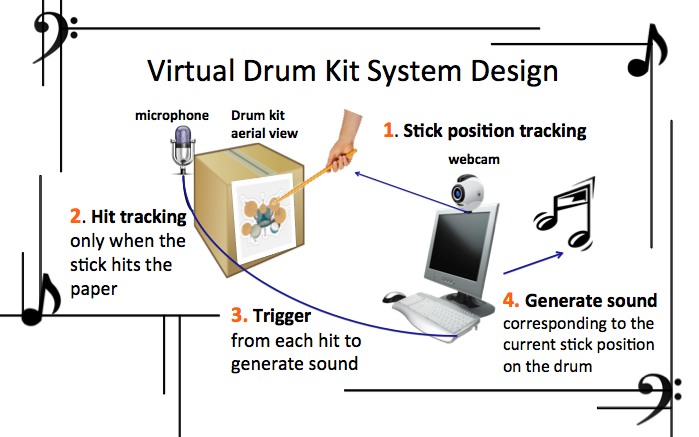 Virtual Drum Kit System Design
microphone
Drum kit
aerial view
1. Stick position tracking
webcam
2. Hit tracking
only when the
stick hits the
paper
3. Trigger
from each hit to
generate sound
4. Generate sound
corresponding to the
current stick position
on the drum